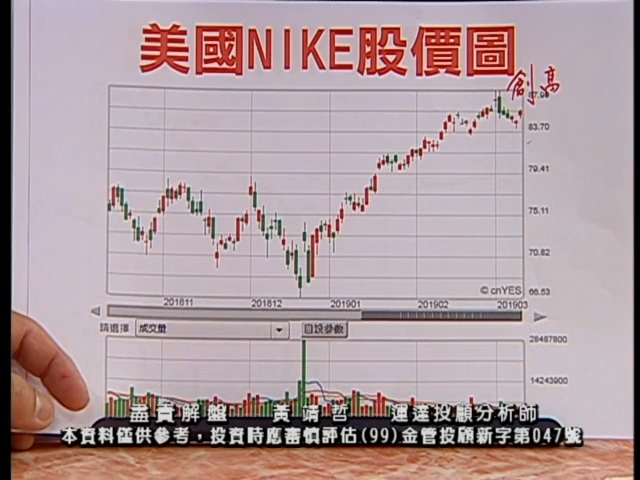 美國NIKE股價圖
創高
87.98
83.70
79.41
75.11
70.82
66.53
© cnYES
201811 201812 201901 201902 201903
請選擇 成交量 自設參數
28487800
14243900
盡責解盤 黃靖哲 運達投顧分析師
本資料僅供參考，投資時應審慎評估(99)金管投顧新字第047號